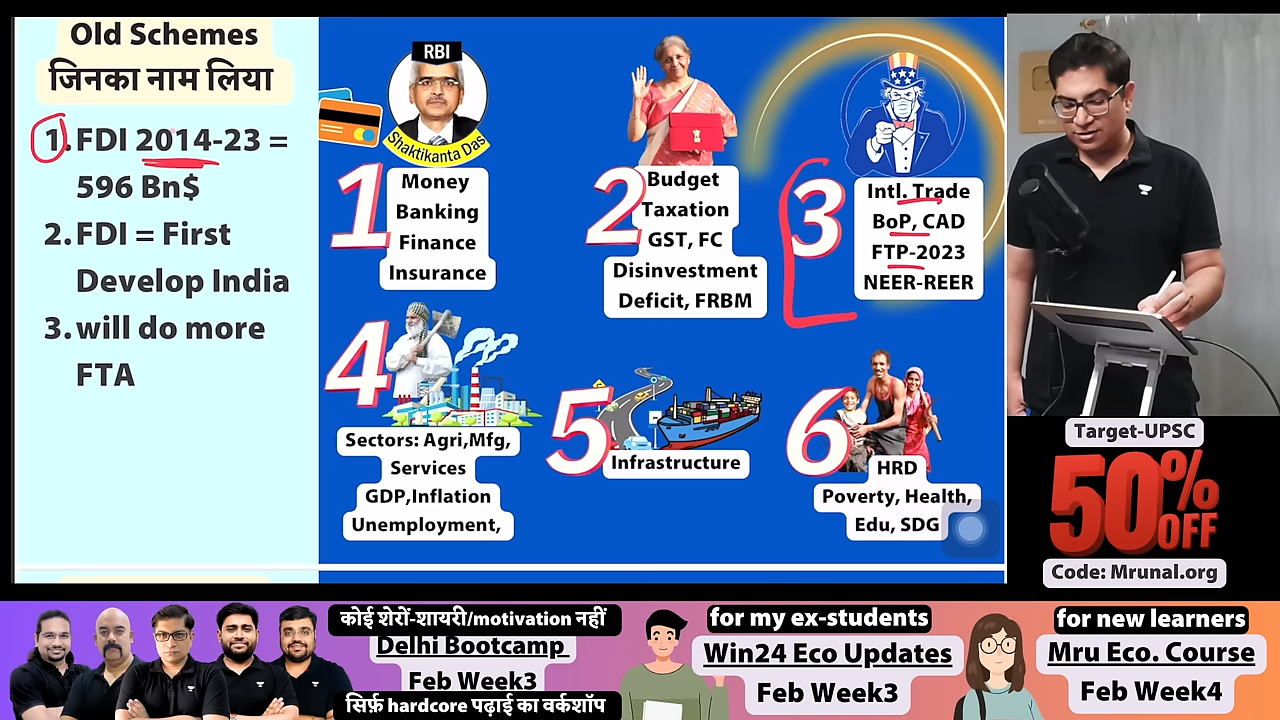 Old Schemes
जिनका नाम लिया
1. FDI 2014-23 =
596 Bn$
2. FDI = First
Develop India
3. will do more
FTA
RBI
Shaktikanta Das
1
Money
Banking
Finance
Insurance
2
Budget
Taxation
GST, FC
Disinvestment
Deficit, FRBM
3
Intl. Trade
BoP, CAD
FTP-2023
NEER-REER
4
Sectors: Agri,Mfg,
Services
GDP,Inflation
Unemployment,
5
Infrastructure
6
HRD
Poverty, Health,
Edu, SDG
Target-UPSC
50%
OFF
Code: Mrunal.org
कोई शेरों-शायरी/motivation नहीं
Delhi Bootcamp
Feb Week3
सिर्फ़ hardcore पढ़ाई का वर्कशॉप
for my ex-students
Win24 Eco Updates
Feb Week3
for new learners
Mru Eco. Course
Feb Week4